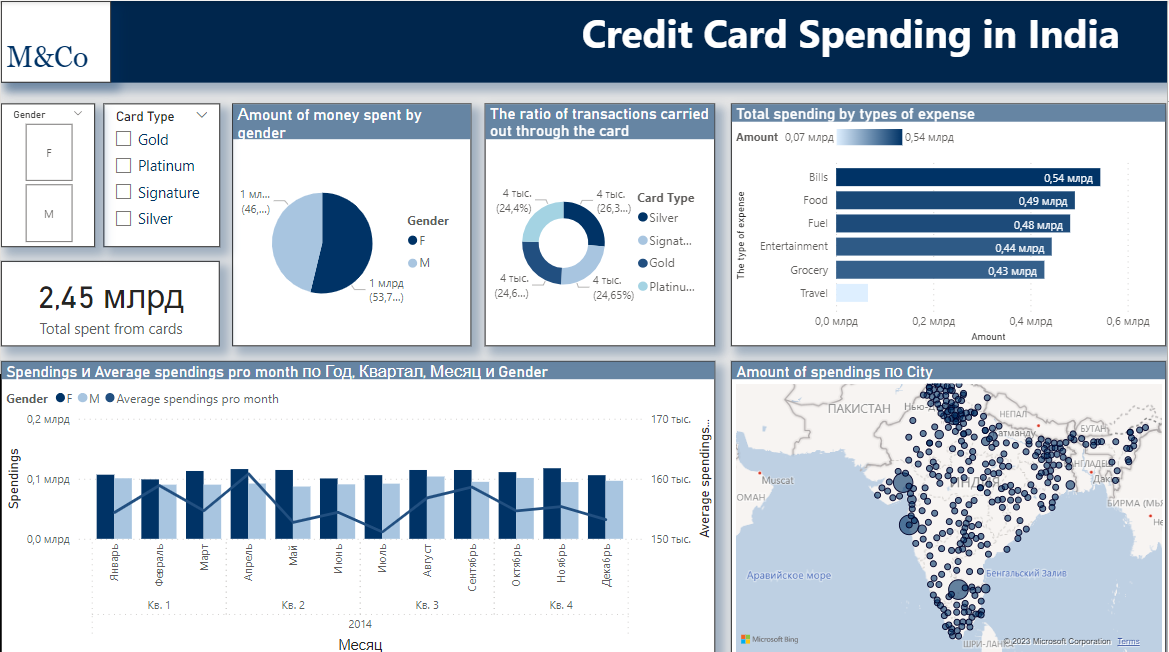 M&Co
Credit Card Spending in India
Gender
F
M
Card Type
Gold
Platinum
Signature
Silver
2,45 млрд
Total spent from cards
Amount of money spent by
gender
1 мл...
(46,...)
1 млрд
(53,7...)
Gender
F
M
The ratio of transactions carried
out through the card
4 тыс.
(24,4%)
4 тыс.
(26,3...)
4 тыс.
(24,6...)
4 тыс.
(24,65%)
Card Type
Silver
Signat...
Gold
Platinu...
Total spending by types of expense
Amount 0,07 млрд 0,54 млрд
The type of expense
Bills 0,54 млрд
Food 0,49 млрд
Fuel 0,48 млрд
Entertainment 0,44 млрд
Grocery 0,43 млрд
Travel
0,0 млрд 0,2 млрд 0,4 млрд 0,6 млрд
Amount
Spendings и Average spendings pro month по Год, Квартал, Месяц и Gender
Gender F M Average spendings pro month
Spendings
0,2 млрд
0,1 млрд
0,0 млрд
170 тыс.
160 тыс.
150 тыс.
Average spendings...
Январь Февраль Март Апрель Май Июнь Июль Август Сентябрь Октябрь Ноябрь Декабрь
Кв. 1 Кв. 2 Кв. 3 Кв. 4
2014
Месяц
Amount of spendings по City
ПАКИСТАН
НЕПАЛ
БУТАН
Muscat
ОМАН
ИНДИЯ
БИРМА (МЬЯ
Аравийское море
Бенгальский Залив
Microsoft Bing
© 2023 Microsoft Corporation Terms